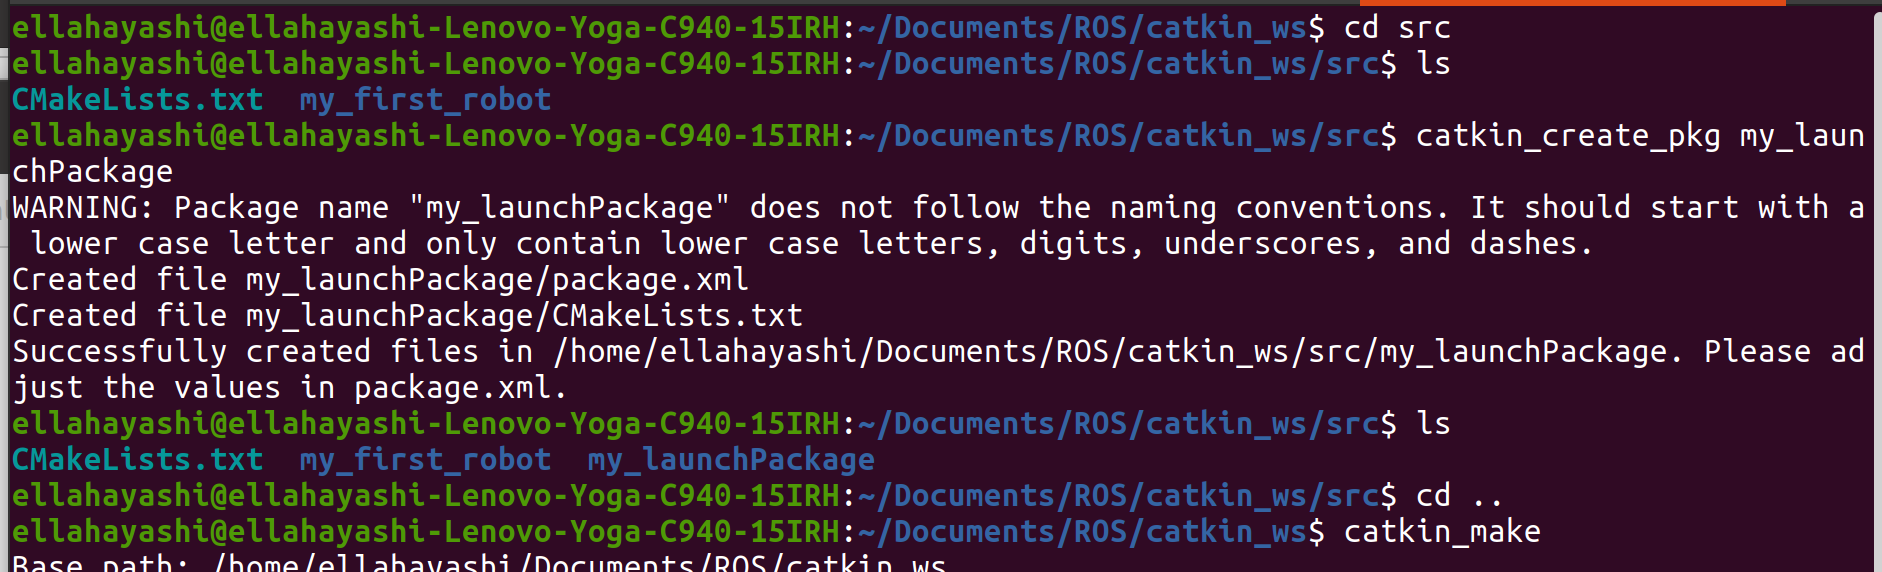 ellahayashi@ellahayashi-Lenovo-Yoga-C940-15IRH:~/Documents/ROS/catkin_ws$ cd src
ellahayashi@ellahayashi-Lenovo-Yoga-C940-15IRH:~/Documents/ROS/catkin_ws/src$ ls
CMakeLists.txt  my_first_robot
ellahayashi@ellahayashi-Lenovo-Yoga-C940-15IRH:~/Documents/ROS/catkin_ws/src$ catkin_create_pkg my_laun
chPackage
WARNING: Package name "my_launchPackage" does not follow the naming conventions. It should start with a
 lower case letter and only contain lower case letters, digits, underscores, and dashes.
Created file my_launchPackage/package.xml
Created file my_launchPackage/CMakeLists.txt
Successfully created files in /home/ellahayashi/Documents/ROS/catkin_ws/src/my_launchPackage. Please ad
just the values in package.xml.
ellahayashi@ellahayashi-Lenovo-Yoga-C940-15IRH:~/Documents/ROS/catkin_ws/src$ ls
CMakeLists.txt  my_first_robot  my_launchPackage
ellahayashi@ellahayashi-Lenovo-Yoga-C940-15IRH:~/Documents/ROS/catkin_ws/src$ cd ..
ellahayashi@ellahayashi-Lenovo-Yoga-C940-15IRH:~/Documents/ROS/catkin_ws$ catkin_make
Base path: /home/ellahayashi/Documents/ROS/catkin_ws